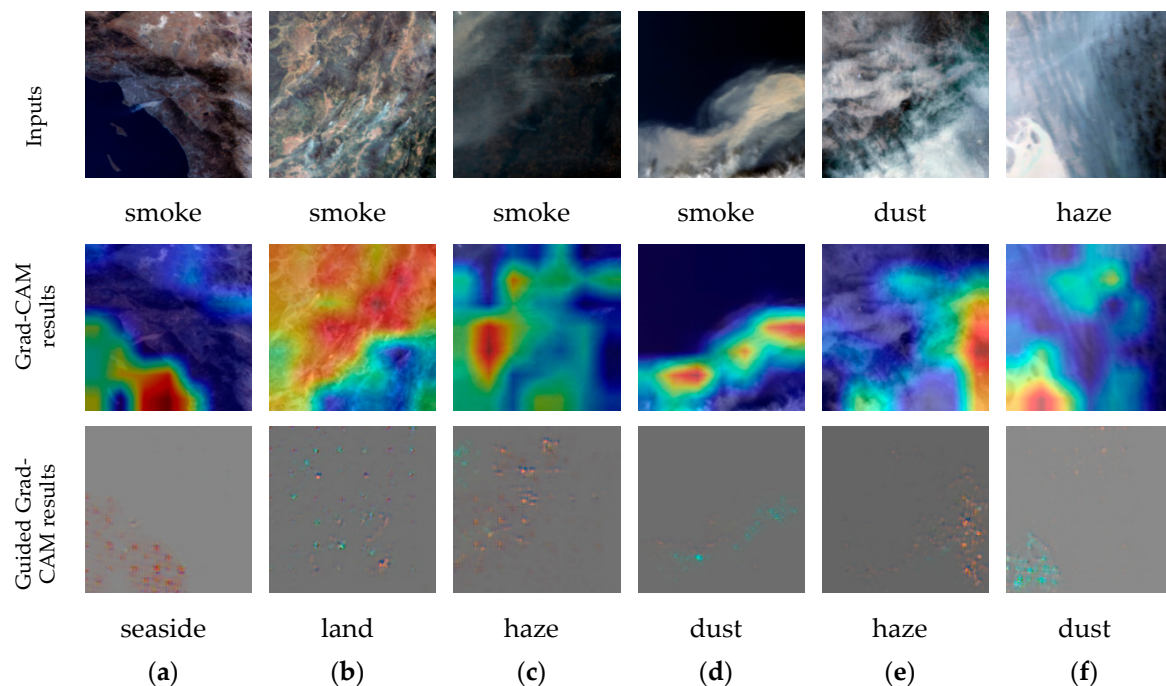 Inputs
smoke smoke smoke smoke dust haze
Grad-CAM
results
Guided Grad-
CAM results
seaside land haze dust haze dust
(a) (b) (c) (d) (e) (f)